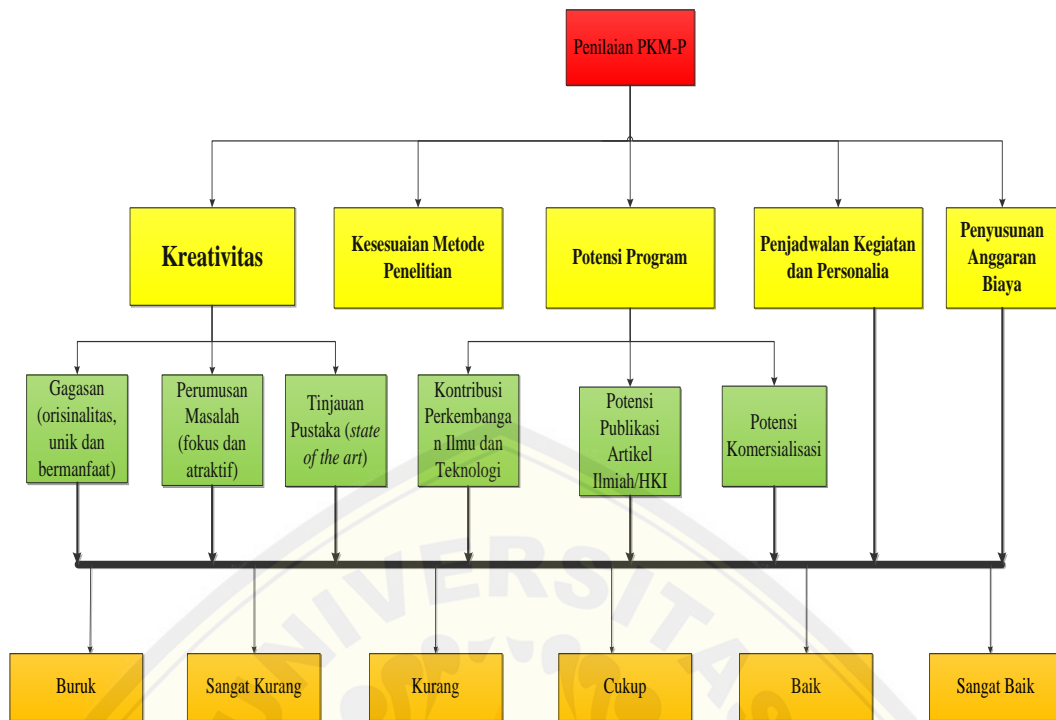 Penilaian PKM-P
Kreativitas
Kesesuaian Metode
Penelitian
Potensi Program
Penjadwalan Kegiatan
dan Personalia
Penyusunan
Anggaran
Biaya
Gagasan
(orisinalitas,
unik dan
bermanfaat)
Perumusan
Masalah
(fokus dan
atraktif)
Tinjauan
Pustaka (state
of the art)
Kontribusi
Perkembanga
n Ilmu dan
Teknologi
Potensi
Publikasi
Artikel
Ilmiah/HKI
Potensi
Komersialisasi
UNIVERSITAS
Buruk
Sangat Kurang
Kurang
Cukup
Baik
Sangat Baik